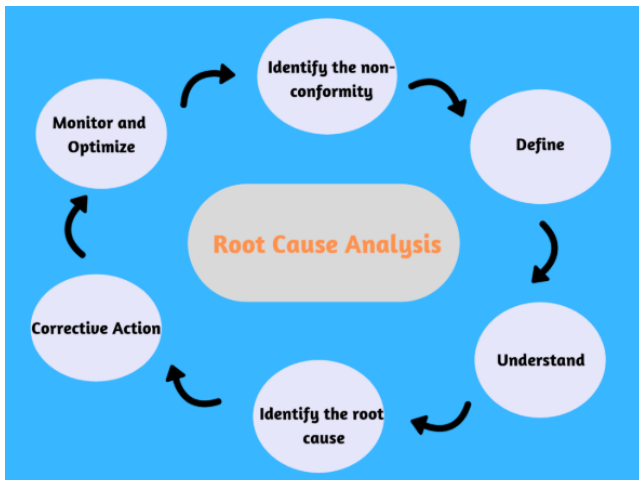 Identify the non-
conformity
Define
Understand
Identify the root
cause
Corrective Action
Monitor and
Optimize
Root Cause Analysis